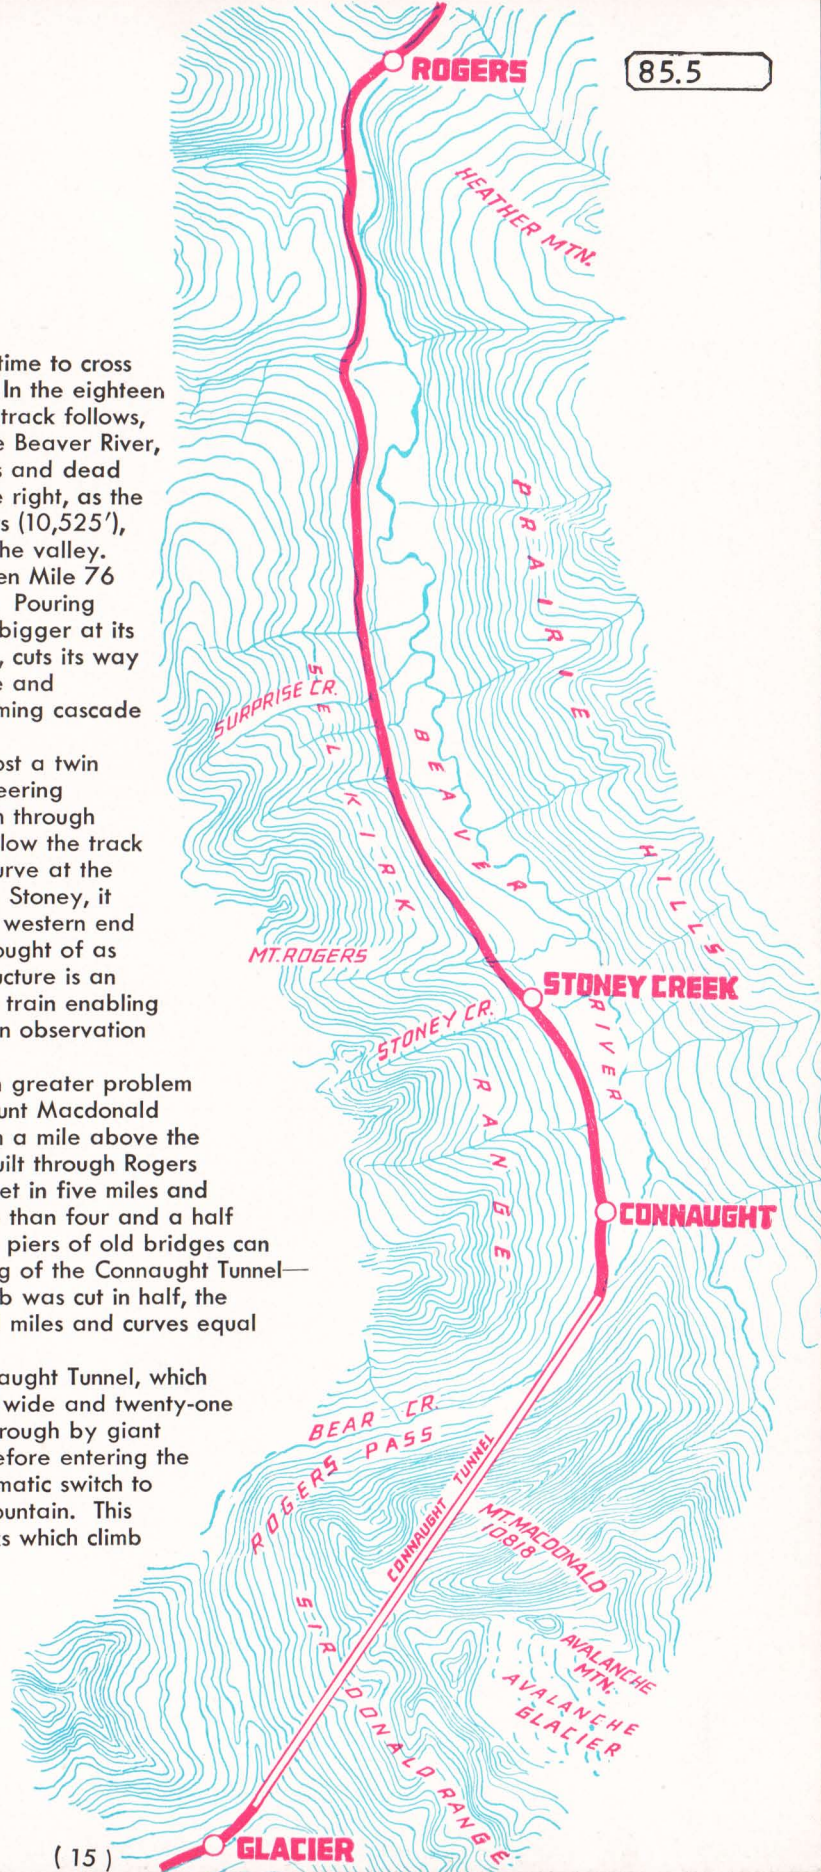 ROGERS
85.5
HEATHER MTN.
time to cross
In the eighteen
track follows,
e Beaver River,
s and dead
e right, as the
s (10,525'),
he valley.
en Mile 76
Pouring
bigger at its
, cuts its way
e and
ming cascade
ost a twin
eering
n through
low the track
urve at the
Stoney, it
western end
ought of as
ucture is an
train enabling
n observation
n greater problem
unt Macdonald
n a mile above the
uilt through Rogers
et in five miles and
than four and a half
piers of old bridges can
g of the Connaught Tunnel—
b was cut in half, the
miles and curves equal
aught Tunnel, which
wide and twenty-one
rough by giant
efore entering the
matic switch to
ountain. This
s which climb
PRAIRIE
HILLS
SURPRISE CR.
SELKIRK
RANGE
BEAVER
RIVER
MT. ROGERS
STONEY CREEK
STONEY CR.
CONNAUGHT
BEAR CR.
ROGERS PASS
CONNAUGHT TUNNEL
MT. MACDONALD
10818
SIR DONALD RANGE
AVALANCHE
MTN.
AVALANCHE
GLACIER
GLACIER
(15)